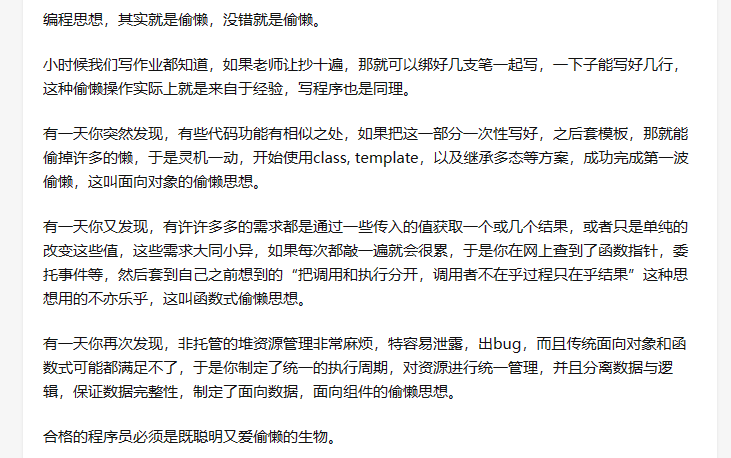 编程思想，其实就是偷懒，没错就是偷懒。
小时候我们写作业都知道，如果老师让抄十遍，那就可以绑好几支笔一起写，一下子能写好几行，
这种偷懒操作实际上就是来自于经验，写程序也是同理。
有一天你突然发现，有些代码功能有相似之处，如果把这一部分一次性写好，之后套模板，那就能
偷掉许多的懒，于是灵机一动，开始使用class, template，以及继承多态等方案，成功完成第一波
偷懒，这叫面向对象的偷懒思想。
有一天你又发现，有许许多多的需求都是通过一些传入的值获取一个或几个结果，或者只是单纯的
改变这些值，这些需求大同小异，如果每次都敲一遍就会很累，于是你在网上查到了函数指针，委
托事件等，然后套到自己之前想到的“把调用和执行分开，调用者不在乎过程只在乎结果”这种思
想用的不亦乐乎，这叫函数式偷懒思想。
有一天你再次发现，非托管的堆资源管理非常麻烦，特容易泄露，出bug，而且传统面向对象和函
数式可能都满足不了，于是你制定了统一的执行周期，对资源进行统一管理，并且分离数据与逻
辑，保证数据完整性，制定了面向数据，面向组件的偷懒思想。
合格的程序员必须是既聪明又爱偷懒的生物。